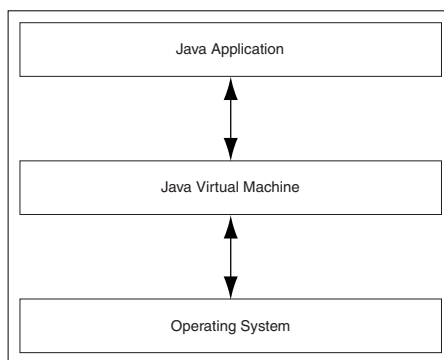 Java Application
Java Virtual Machine
Operating System